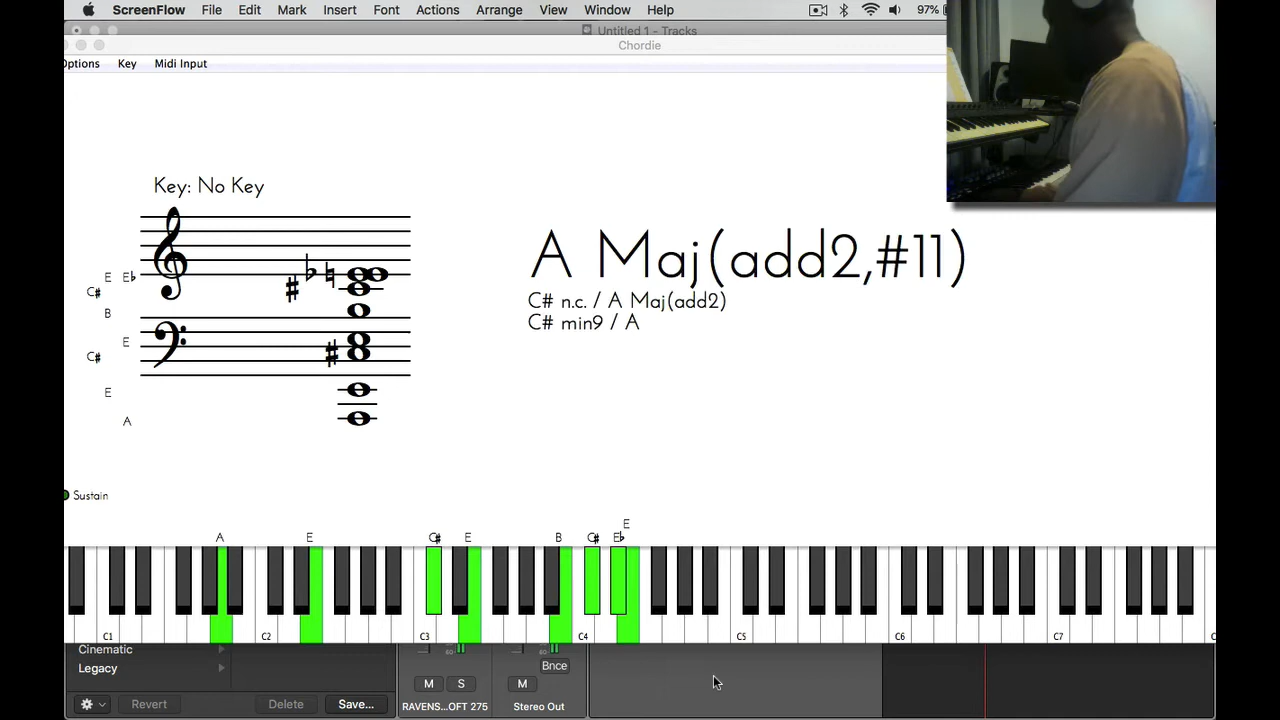 ScreenFlow File Edit Mark Insert Font Actions Arrange View Window Help 97%
Untitled 1 - Tracks
Chordie
Options Key Midi Input
Key: No Key
A Maj(add2,#11)
C# n.c. / A Maj(add2)
C# min9 / A
E E♭
C#
B
E
C#
E
A
Sustain
E
A E C# E B C# E♭
C1 C2 C3 C4 C5 C6 C7
Cinematic
Legacy
Bnce
M S M
Revert Delete Save... RAVENS...OFT 275 Stereo Out